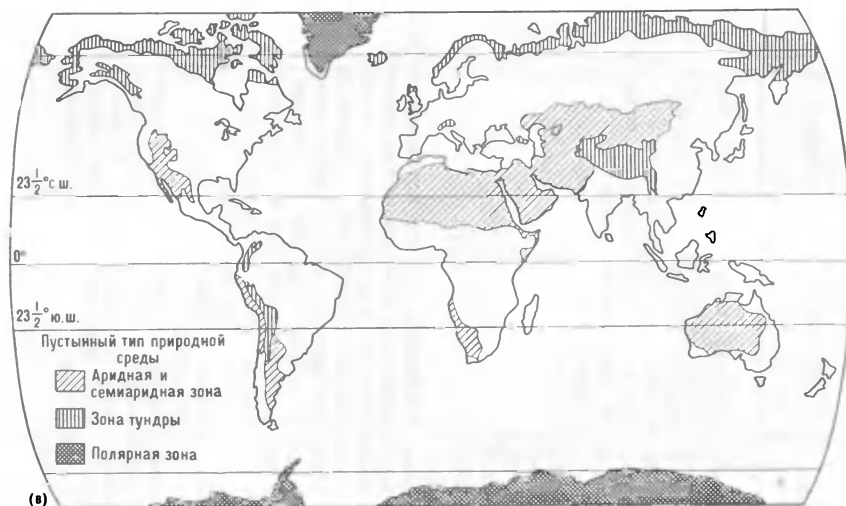 23 1/2° с. ш.
0°
23 1/2° ю. ш.
Пустынный тип природной
среды
Аридная и
семиаридная зона
Зона тундры
Полярная зона
(в)